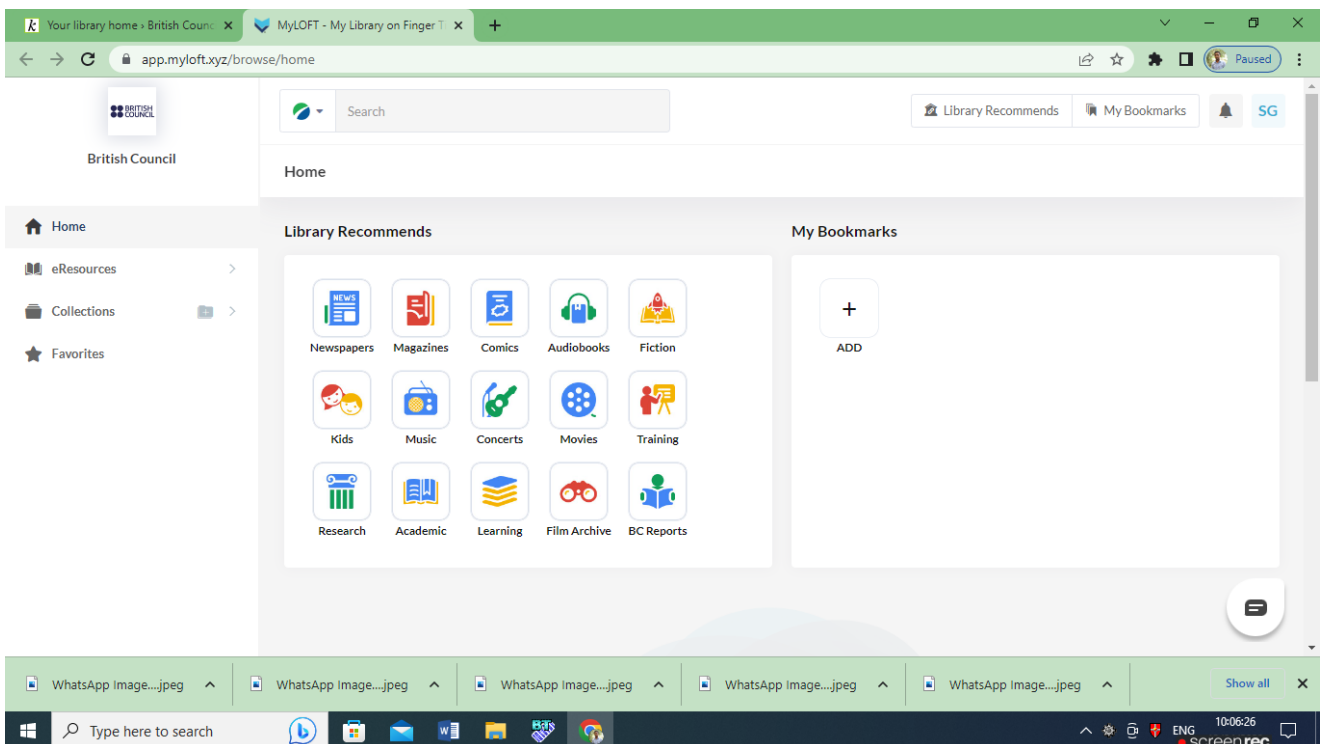 k Your library home › British Counc
MyLOFT - My Library on Finger Ti
app.myloft.xyz/browse/home
Paused
BRITISH
COUNCIL
British Council
Search
Library Recommends
My Bookmarks
SG
Home
Home
eResources
Collections
Favorites
Library Recommends
My Bookmarks
NEWS
Newspapers Magazines Comics Audiobooks Fiction
Kids Music Concerts Movies Training
Research Academic Learning Film Archive BC Reports
ADD
WhatsApp Image....jpeg WhatsApp Image....jpeg WhatsApp Image....jpeg WhatsApp Image....jpeg WhatsApp Image....jpeg Show all
Type here to search
ENG
10:06:26
screenrec